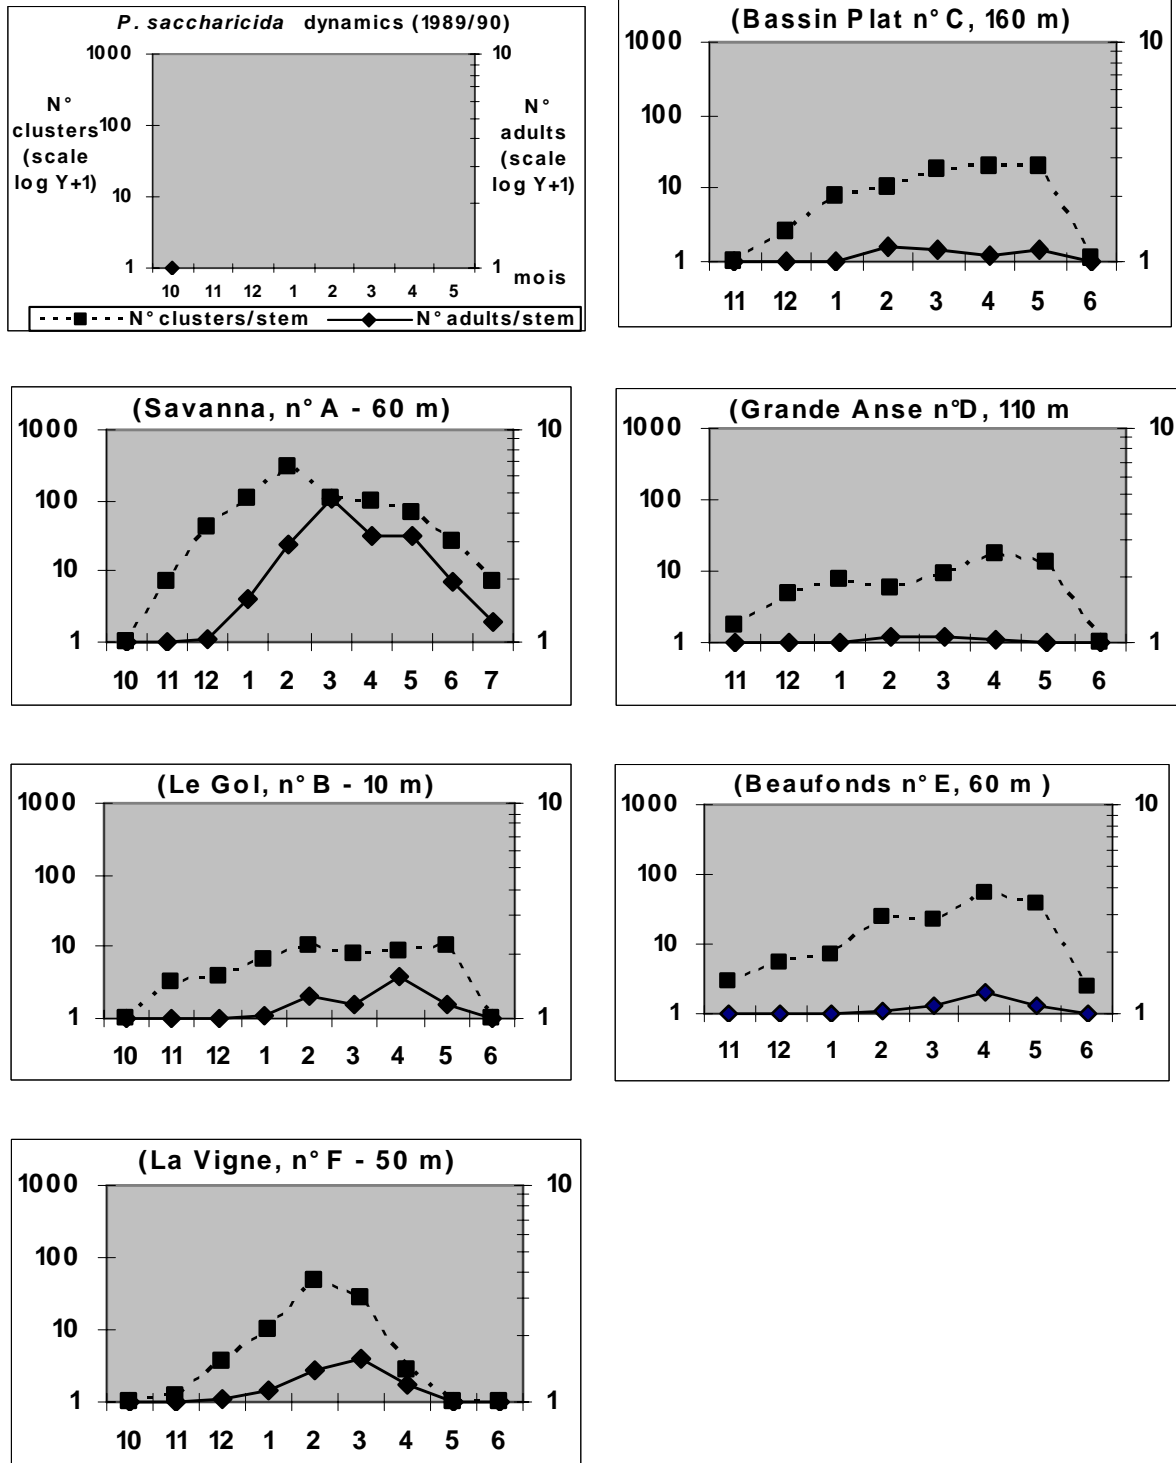 P. saccharicida dynamics (1989/90)
1000 10
N° clusters (scale log Y+1)
N° adults (scale log Y+1)
100
10
1 1
mois
10 11 12 1 2 3 4 5
N° clusters/stem N° adults/stem
(Bassin Plat n° C, 160 m)
1000 10
100
10
1 1
11 12 1 2 3 4 5 6
(Savanna, n° A - 60 m)
1000 10
100
10
1 1
10 11 12 1 2 3 4 5 6 7
(Grande Anse n°D, 110 m
1000 10
100
10
1 1
11 12 1 2 3 4 5 6
(Le Gol, n° B - 10 m)
1000 10
100
10
1 1
10 11 12 1 2 3 4 5 6
(Beaufonds n° E, 60 m )
1000 10
100
10
1 1
11 12 1 2 3 4 5 6
(La Vigne, n° F - 50 m)
1000 10
100
10
1 1
10 11 12 1 2 3 4 5 6